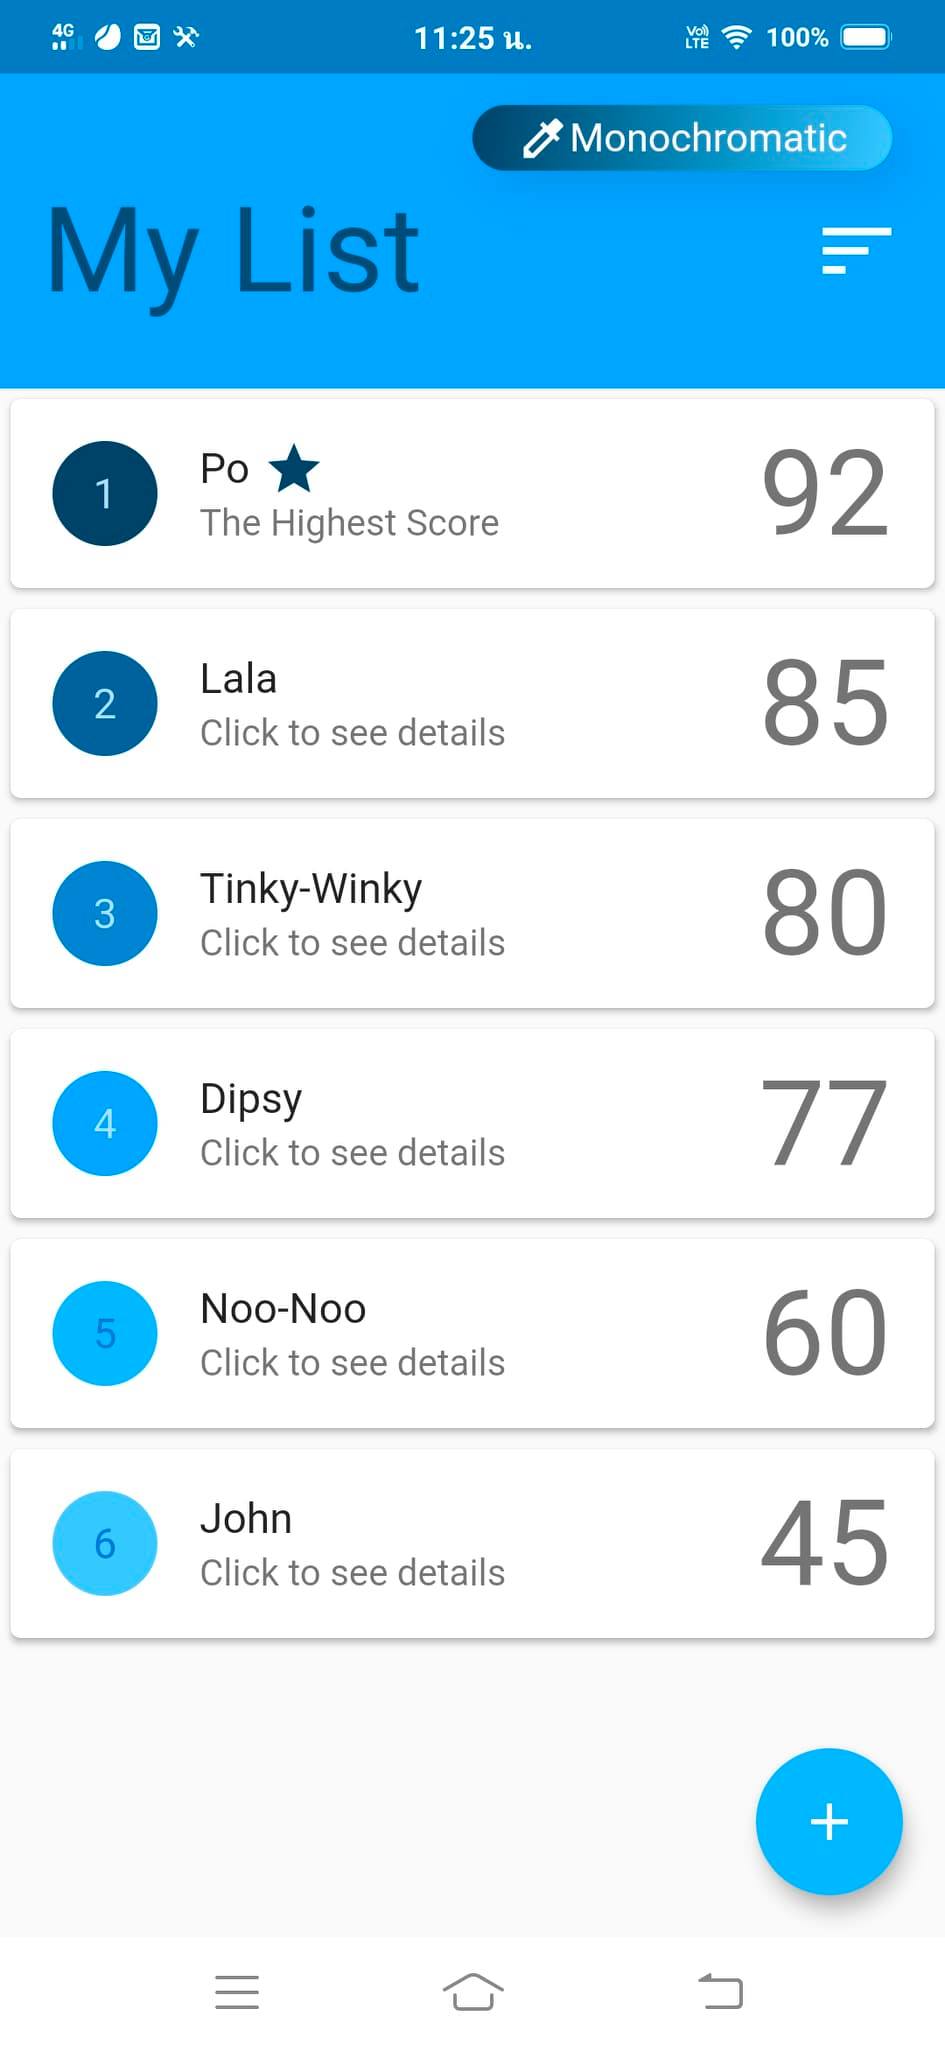 4G 11:25 น. Vo)) LTE 100%
Monochromatic
My List
1 Po
The Highest Score
92
2 Lala
Click to see details
85
3 Tinky-Winky
Click to see details
80
4 Dipsy
Click to see details
77
5 Noo-Noo
Click to see details
60
6 John
Click to see details
45
+